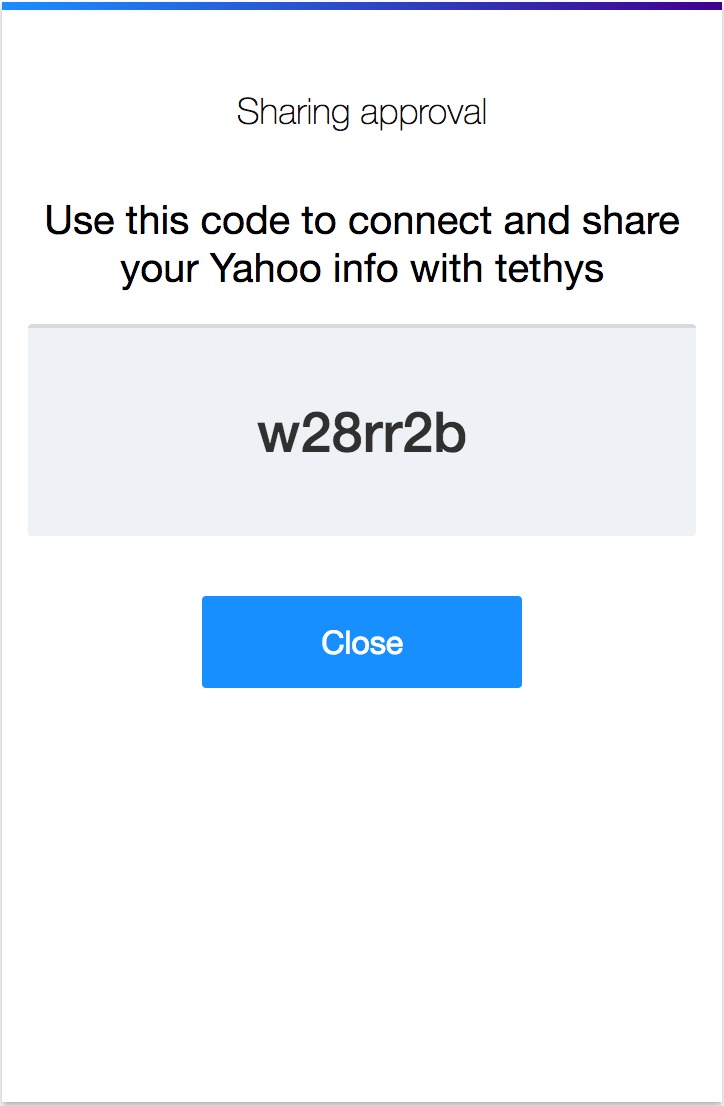 Sharing approval
Use this code to connect and share
your Yahoo info with tethys
w28rr2b
Close